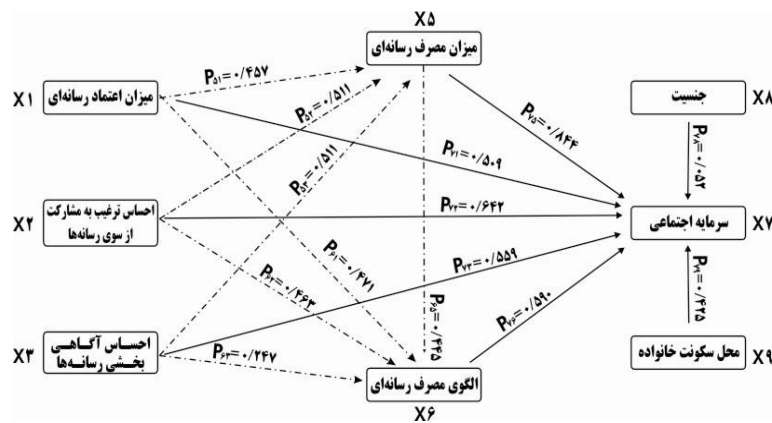 X۵
میزان مصرف رسانه‌ای
X۱
میزان اعتماد رسانه‌ای
P۵۱=۰/۴۵۷
P۵۲=۰/۵۱۱
P۵۳=۰/۵۱۱
P۷۵=۰/۸۴۴
P۷۱=۰/۵۰۹
جنسیت
X۸
P۷۸=۰/۰۵۲
X۲
احساس ترغیب به مشارکت
از سوی رسانه‌ها
P۷۲=۰/۶۴۲
سرمایه اجتماعی
X۷
P۶۱=۰/۴۷۱
P۶۲=۰/۴۶۳
P۷۳=۰/۵۵۹
P۶۵=۰/۴۴۵
P۷۶=۰/۵۹۰
P۷۹=۰/۴۲۵
X۳
احساس آگاهی
بخشی رسانه‌ها
P۶۳=۰/۲۴۷
الگوی مصرف رسانه‌ای
X۶
محل سکونت خانواده
X۹